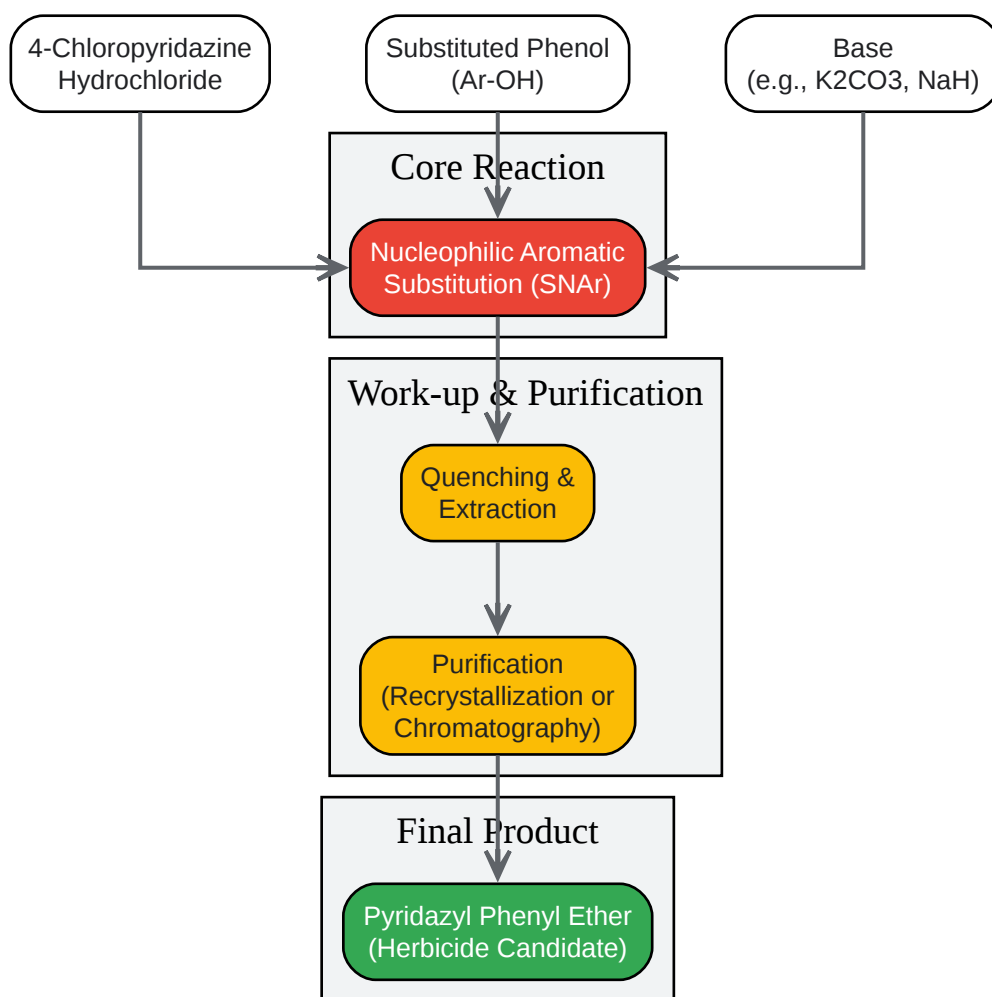 4-Chloropyridazine
Hydrochloride
Substituted Phenol
(Ar-OH)
Base
(e.g., K2CO3, NaH)
Core Reaction
Nucleophilic Aromatic
Substitution (SNAr)
Work-up & Purification
Quenching &
Extraction
Purification
(Recrystallization or
Chromatography)
Final Product
Pyridazyl Phenyl Ether
(Herbicide Candidate)